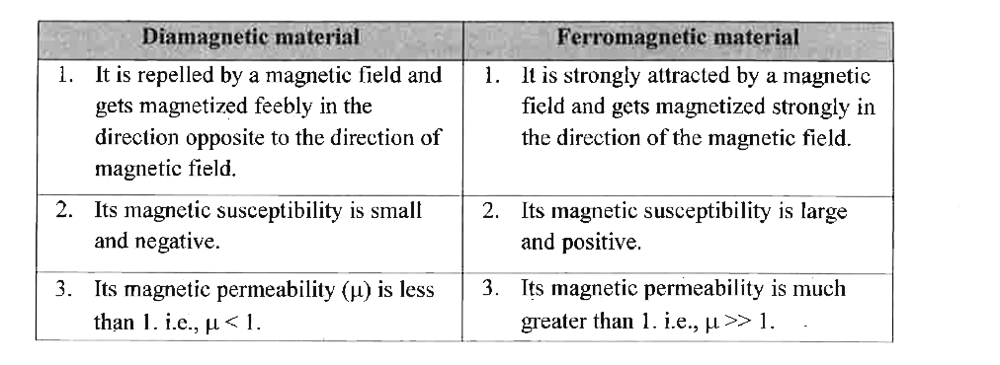 Diamagnetic material
Ferromagnetic material
1. It is repelled by a magnetic field and
gets magnetized feebly in the
direction opposite to the direction of
magnetic field.
1. It is strongly attracted by a magnetic
field and gets magnetized strongly in
the direction of the magnetic field.
2. Its magnetic susceptibility is small
and negative.
2. Its magnetic susceptibility is large
and positive.
3. Its magnetic permeability (μ) is less
than 1. i.e., μ < 1.
3. Its magnetic permeability is much
greater than 1. i.e., μ >> 1.